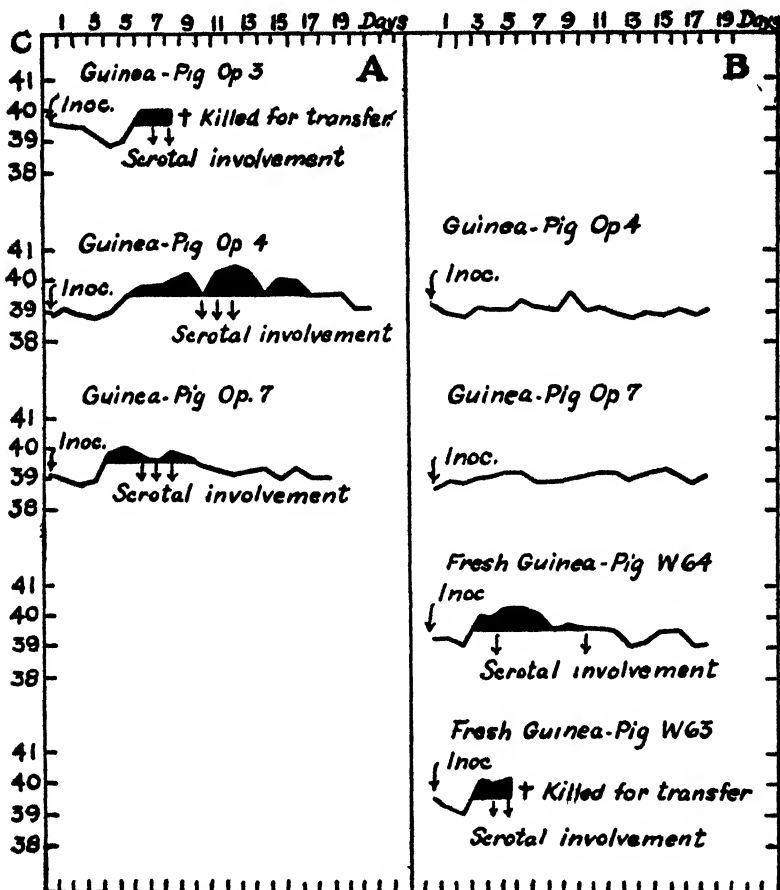 C 1 3 5 7 9 11 13 15 17 19 Days 1 3 5 7 9 11 13 15 17 19 Days
A
Guinea-Pig Op 3
41
40
39
38
Inoc.
† Killed for transfer
Scrotal involvement
Guinea-Pig Op 4
41
40
39
38
Inoc.
Scrotal involvement
Guinea-Pig Op. 7
41
40
39
38
Inoc.
Scrotal involvement
41
40
39
38
41
40
39
38
B
Guinea-Pig Op 4
Inoc.
Guinea-Pig Op 7
Inoc.
Fresh Guinea-Pig W64
Inoc
Scrotal involvement
Fresh Guinea-Pig W63
Inoc
† Killed for transfer
Scrotal involvement